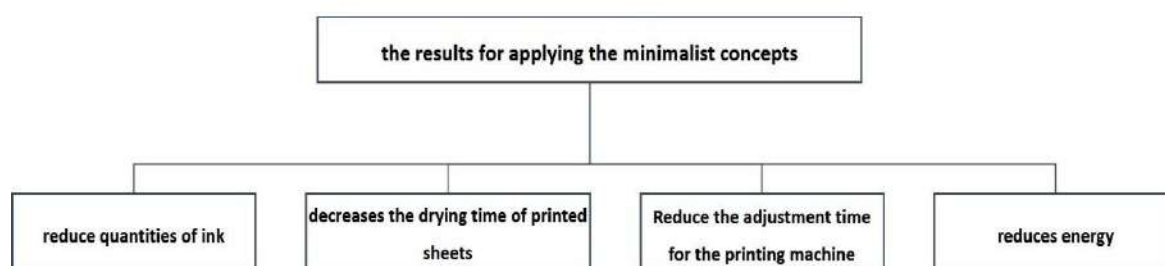 the results for applying the minimalist concepts
reduce quantities of ink
decreases the drying time of printed
sheets
Reduce the adjustment time
for the printing machine
reduces energy